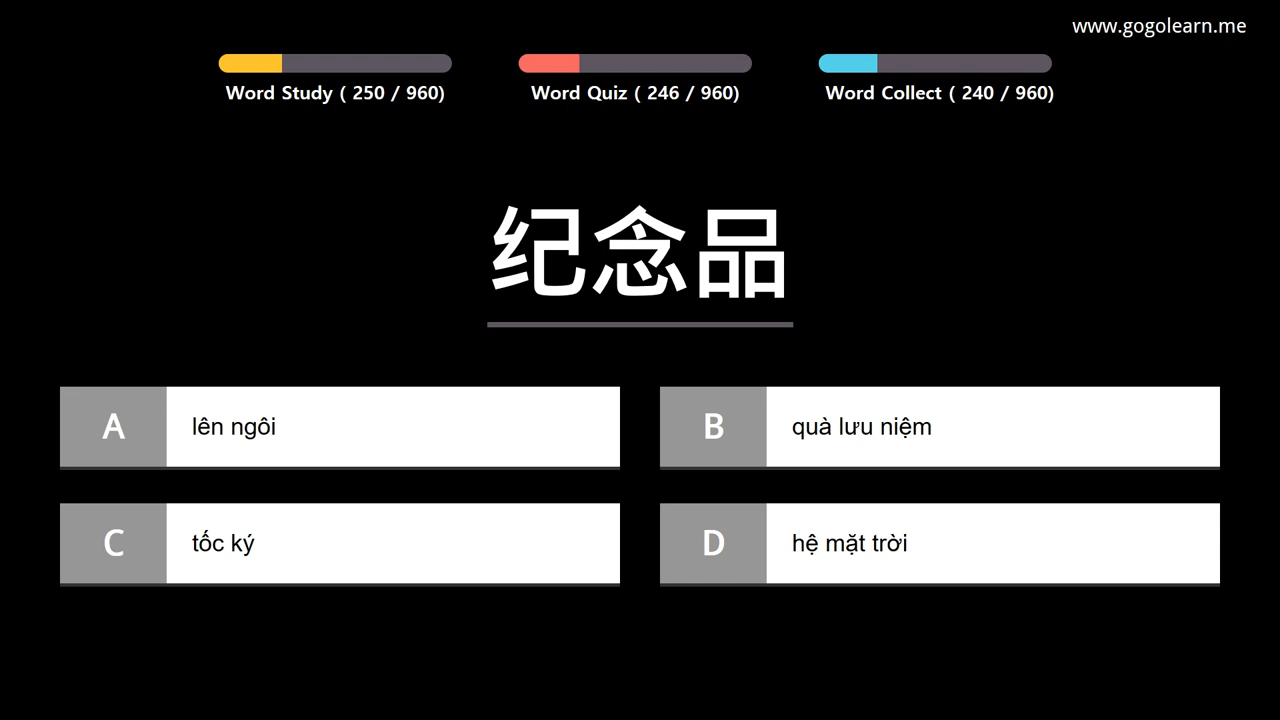 www.gogolearn.me
Word Study ( 250 / 960)
Word Quiz ( 246 / 960)
Word Collect ( 240 / 960)
纪念品
A lên ngôi
B quà lưu niệm
C tốc ký
D hệ mặt trời